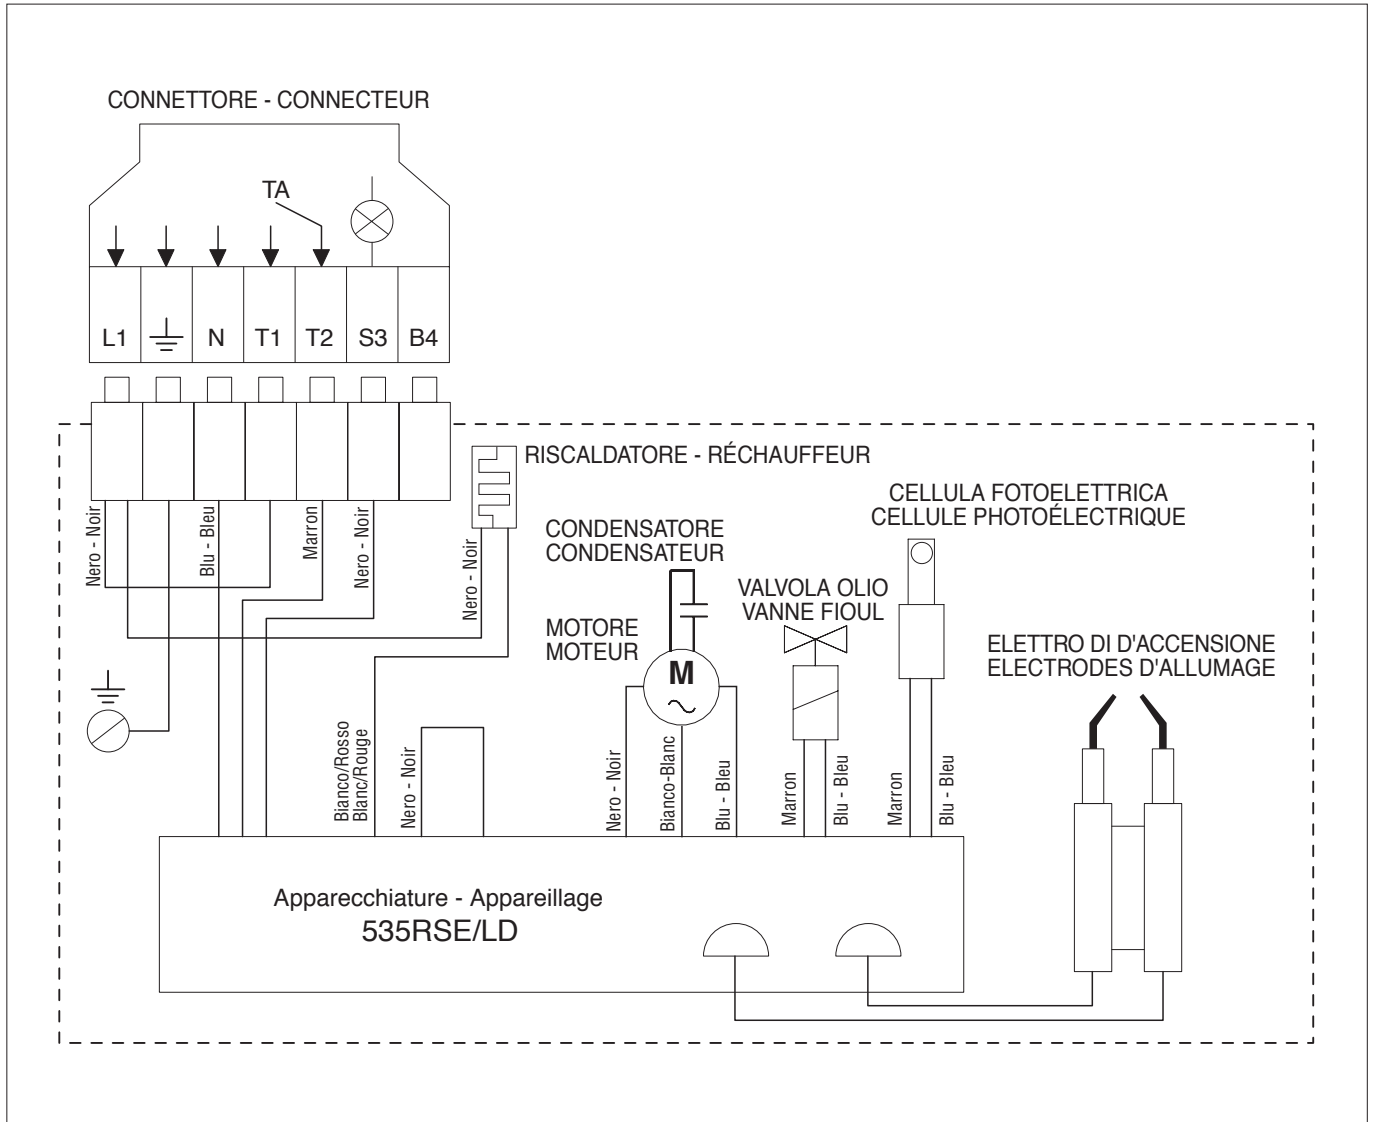 CONNETTORE - CONNECTEUR
TA
L1
N
T1
T2
S3
B4
RISCALDATORE - RÉCHAUFFEUR
CELLULA FOTOELETTRICA
CELLULE PHOTOÉLECTRIQUE
CONDENSATORE
CONDENSATEUR
Nero - Noir
Blu - Bleu
Marron
Nero - Noir
Nero - Noir
VALVOLA OLIO
VANNE FIOUL
MOTORE
MOTEUR
M
ELETTRO DI D'ACCENSIONE
ELECTRODES D'ALLUMAGE
Bianco/Rosso
Blanc/Rouge
Nero - Noir
Nero - Noir
Bianco-Blanc
Blu - Bleu
Marron
Blu - Bleu
Marron
Blu - Bleu
Apparecchiature - Appareillage
535RSE/LD